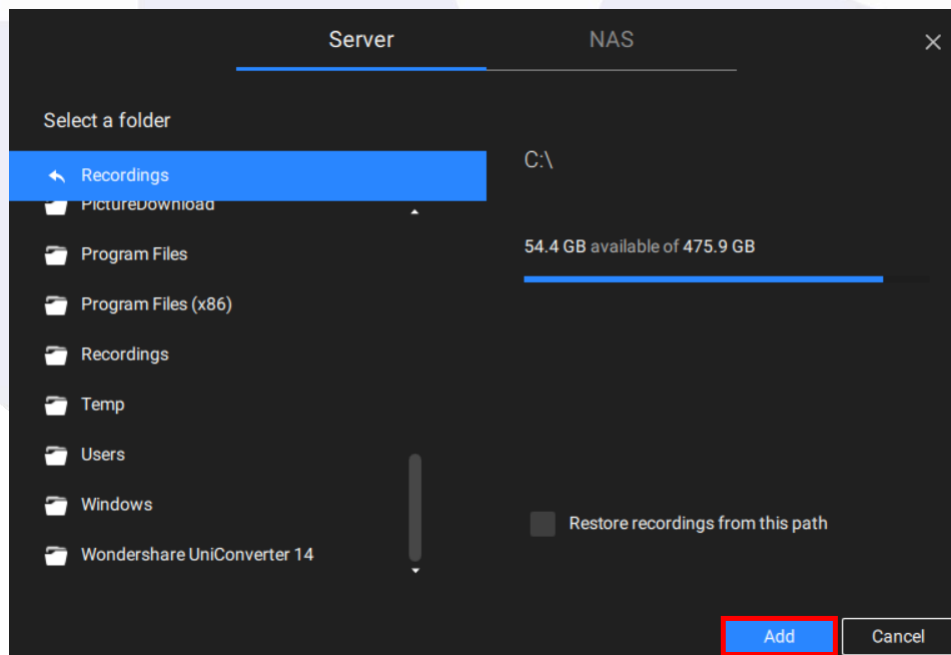 Server NAS
Select a folder
Recordings
C:\
PictureDownload
Program Files
54.4 GB available of 475.9 GB
Program Files (x86)
Recordings
Temp
Users
Windows
Restore recordings from this path
Wondershare UniConverter 14
Add Cancel